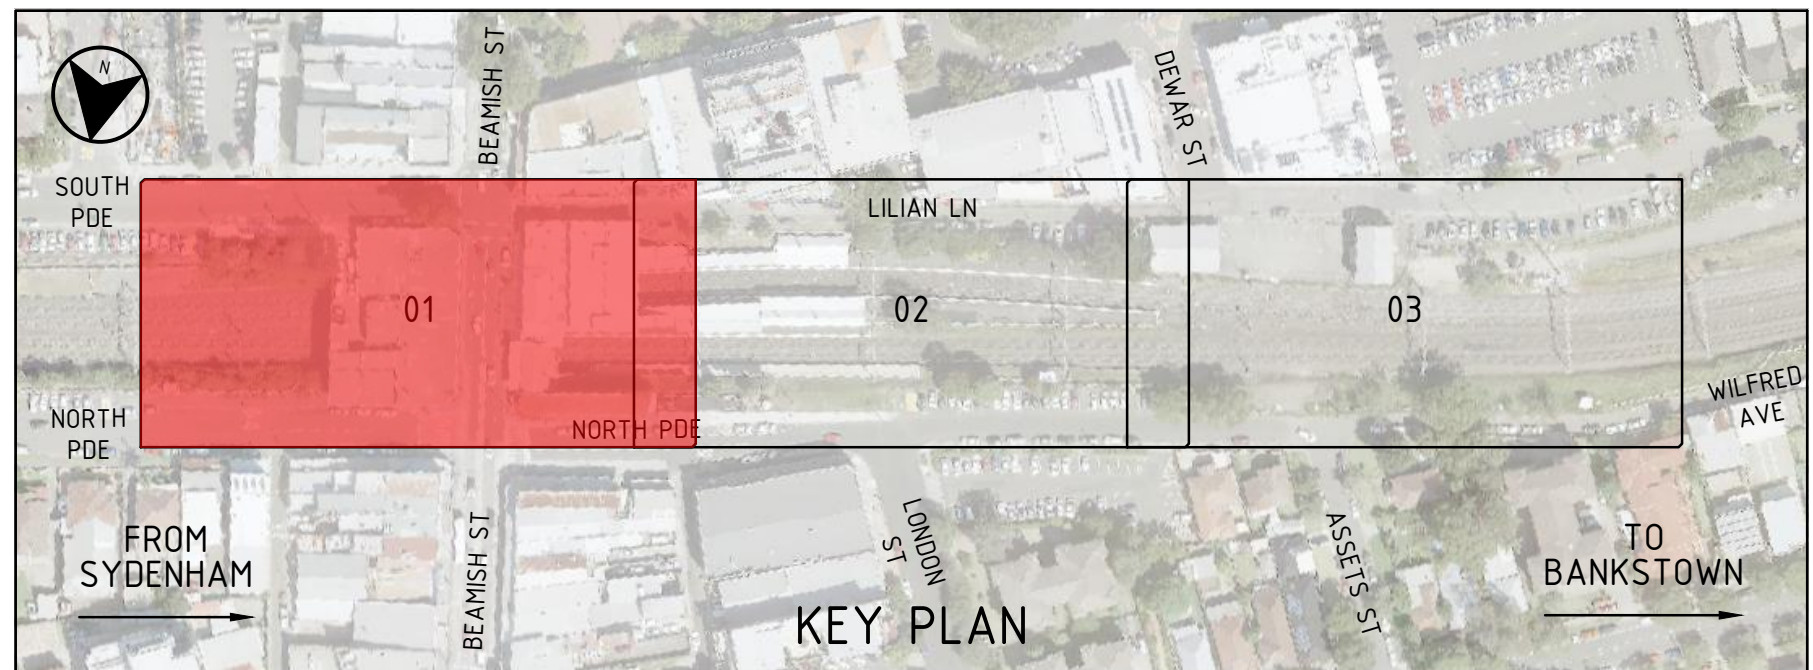 N
BEAMISH ST
DEWAR ST
SOUTH
PDE
LILIAN LN
01
02
03
NORTH
PDE
NORTH PDE
WILFRED
AVE
FROM
SYDENHAM
BEAMISH ST
LONDON
ST
ASSETS ST
TO
BANKSTOWN
KEY PLAN